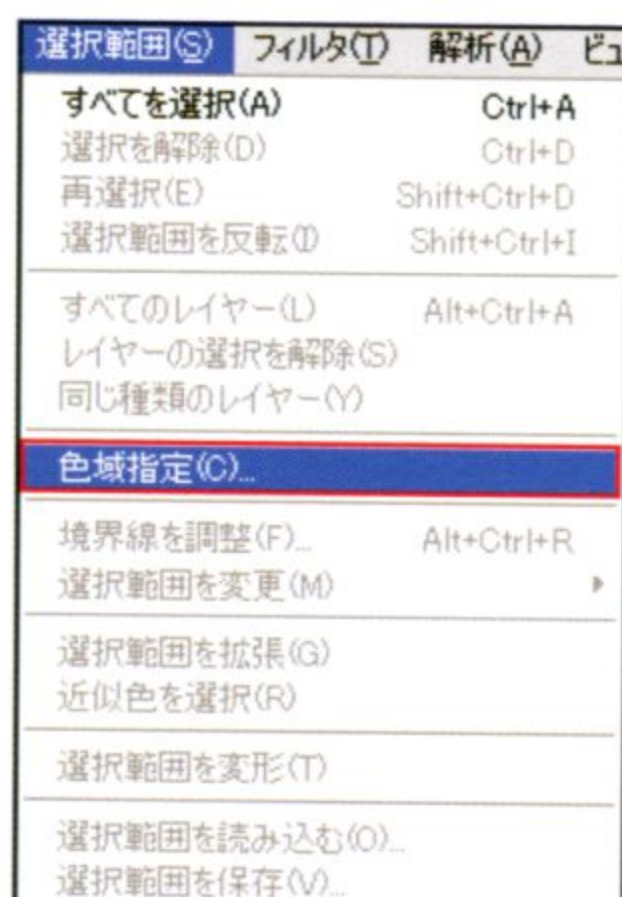 選択範囲(S) フィルタ(T) 解析(A) ビュ
すべてを選択(A) Ctrl+A
選択を解除(D) Ctrl+D
再選択(E) Shift+Ctrl+D
選択範囲を反転(I) Shift+Ctrl+I
すべてのレイヤー(L) Alt+Ctrl+A
レイヤーの選択を解除(S)
同じ種類のレイヤー(Y)
色域指定(C)...
境界線を調整(F)... Alt+Ctrl+R
選択範囲を変更(M)
選択範囲を拡張(G)
近似色を選択(R)
選択範囲を変形(T)
選択範囲を読み込む(O)...
選択範囲を保存(V)...